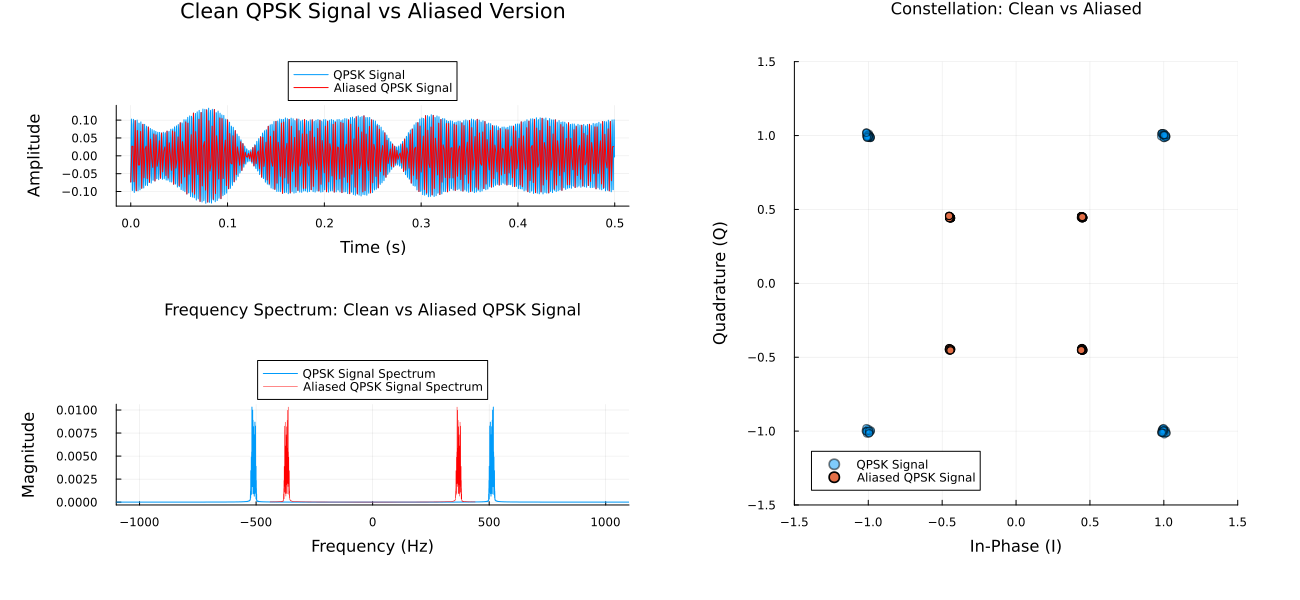 Clean QPSK Signal vs Aliased Version
QPSK Signal
Aliased QPSK Signal
Amplitude
0.10
0.05
0.00
−0.05
−0.10
0.0
0.1
0.2
0.3
0.4
0.5
Time (s)
Frequency Spectrum: Clean vs Aliased QPSK Signal
QPSK Signal Spectrum
Aliased QPSK Signal Spectrum
Magnitude
0.0100
0.0075
0.0050
0.0025
0.0000
−1000
−500
0
500
1000
Frequency (Hz)
Constellation: Clean vs Aliased
Quadrature (Q)
1.5
1.0
0.5
0.0
−0.5
−1.0
−1.5
QPSK Signal
Aliased QPSK Signal
−1.5
−1.0
−0.5
0.0
0.5
1.0
1.5
In-Phase (I)